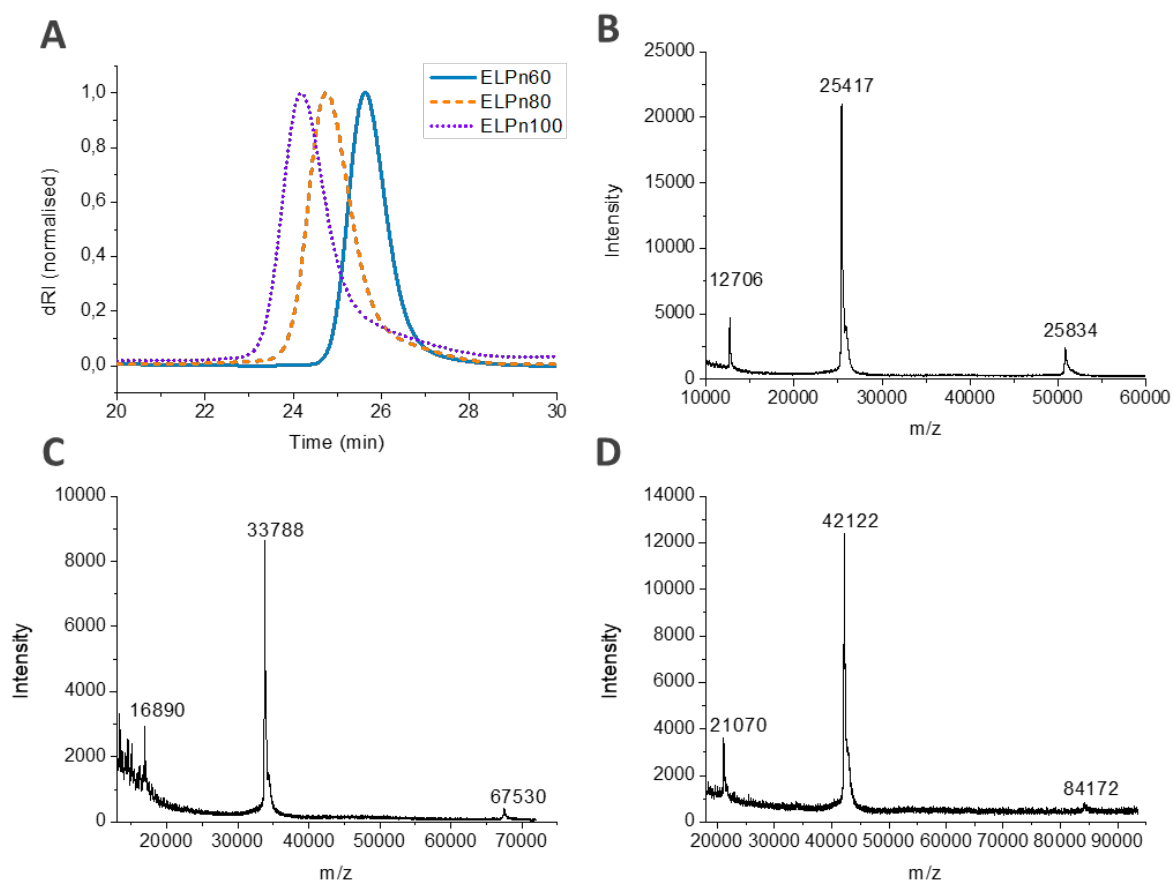 A
ELPn60
ELPn80
ELPn100
1,0
0,8
0,6
0,4
0,2
0,0
dRI (normalised)
20 22 24 26 28 30
Time (min)
B
25000
20000
15000
10000
5000
0
Intensity
12706
25417
25834
10000 20000 30000 40000 50000 60000
m/z
C
10000
8000
6000
4000
2000
0
Intensity
16890
33788
67530
20000 30000 40000 50000 60000 70000
m/z
D
14000
12000
10000
8000
6000
4000
2000
0
Intensity
21070
42122
84172
20000 30000 40000 50000 60000 70000 80000 90000
m/z